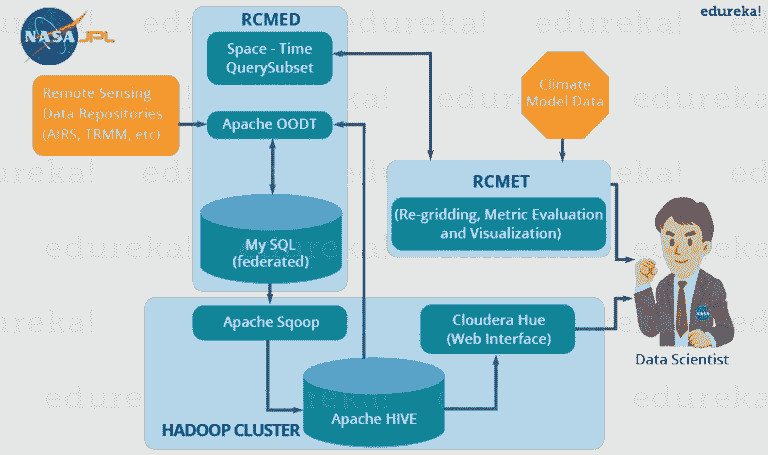 NASA JPL
edureka!
RCMED
Space - Time
QuerySubset
Remote Sensing
Data Repositories
(AIRS, TRMM, etc)
Apache OODT
Climate
Model Data
RCMET
(Re-gridding, Metric Evaluation
and Visualization)
My SQL
(federated)
Apache Sqoop
Cloudera Hue
(Web Interface)
NASA
Data Scientist
Apache HIVE
HADOOP CLUSTER